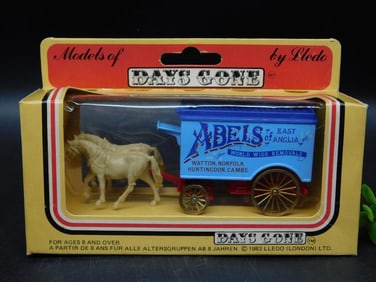 Models of
by Lledo
DAYS GONE
ABELS OF EAST
ANGLIA
WORLD WIDE REMOVALS
WATTON, NORFOLK.
HUNTINGDON, CAMBS.
DAYS GONE
FOR AGES 8 AND OVER
A PARTIR DE 8 ANS FUR ALLE ALTERSGRUPPEN AB 8 JAHREN © 1983 LLEDO (LONDON) LTD.